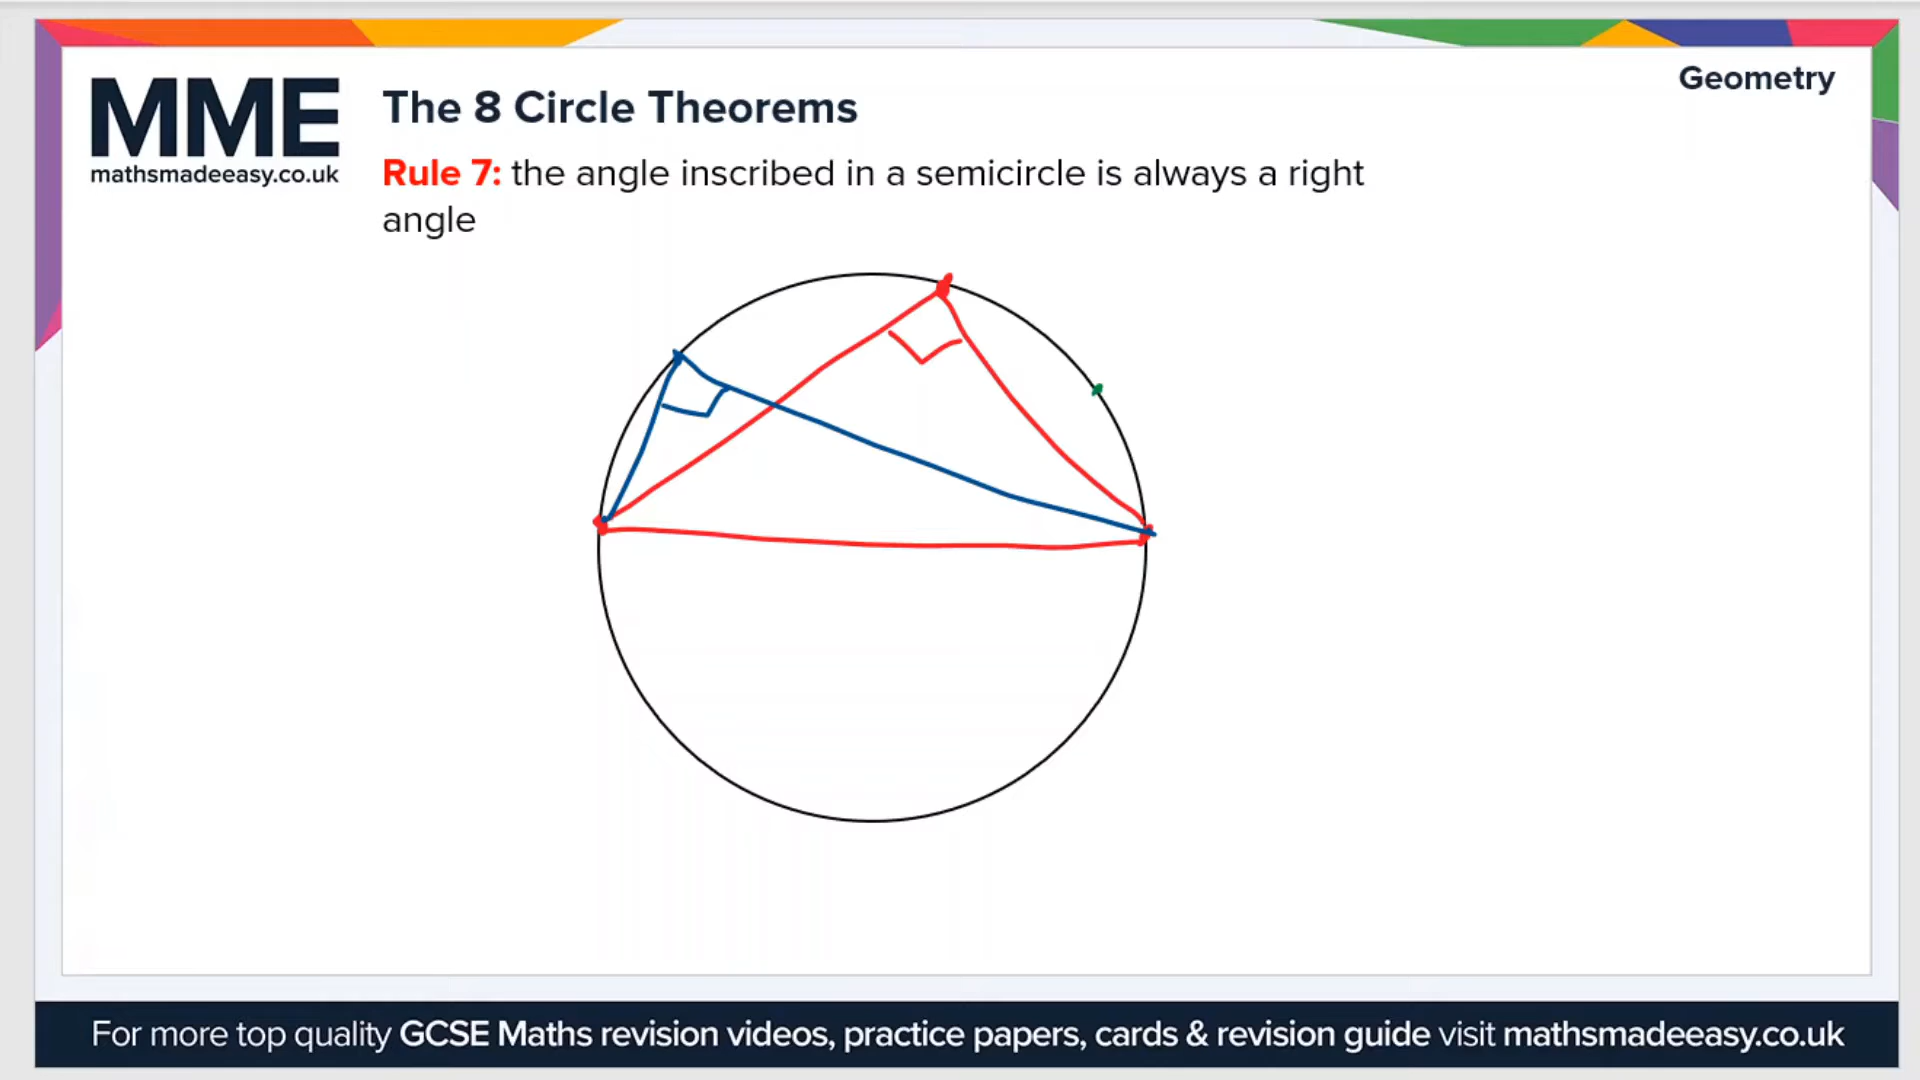 Geometry
MME
mathsmadeeasy.co.uk
The 8 Circle Theorems
Rule 7: the angle inscribed in a semicircle is always a right
angle
For more top quality GCSE Maths revision videos, practice papers, cards & revision guide visit mathsmadeeasy.co.uk